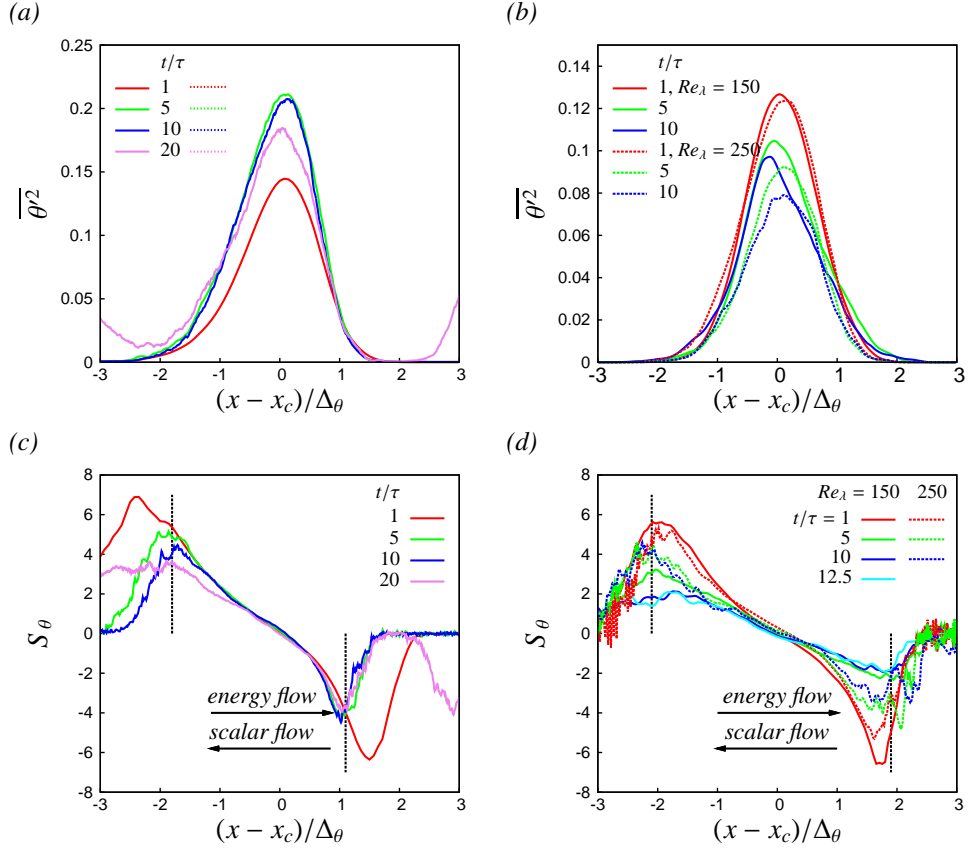 (a)
0.25
0.2
0.15
0.1
0.05
0
t/τ
1
5
10
20
θ′²
-3 -2 -1 0 1 2 3
(x − x_c)/Δ_θ
(b)
0.14
0.12
0.1
0.08
0.06
0.04
0.02
0
t/τ
1, Re_λ = 150
5
10
1, Re_λ = 250
5
10
θ′²
-3 -2 -1 0 1 2 3
(x − x_c)/Δ_θ
(c)
8
6
4
2
0
-2
-4
-6
-8
t/τ
1
5
10
20
S_θ
energy flow
scalar flow
-3 -2 -1 0 1 2 3
(x − x_c)/Δ_θ
(d)
8
6
4
2
0
-2
-4
-6
-8
Re_λ = 150 250
t/τ = 1
5
10
12.5
S_θ
energy flow
scalar flow
-3 -2 -1 0 1 2 3
(x − x_c)/Δ_θ